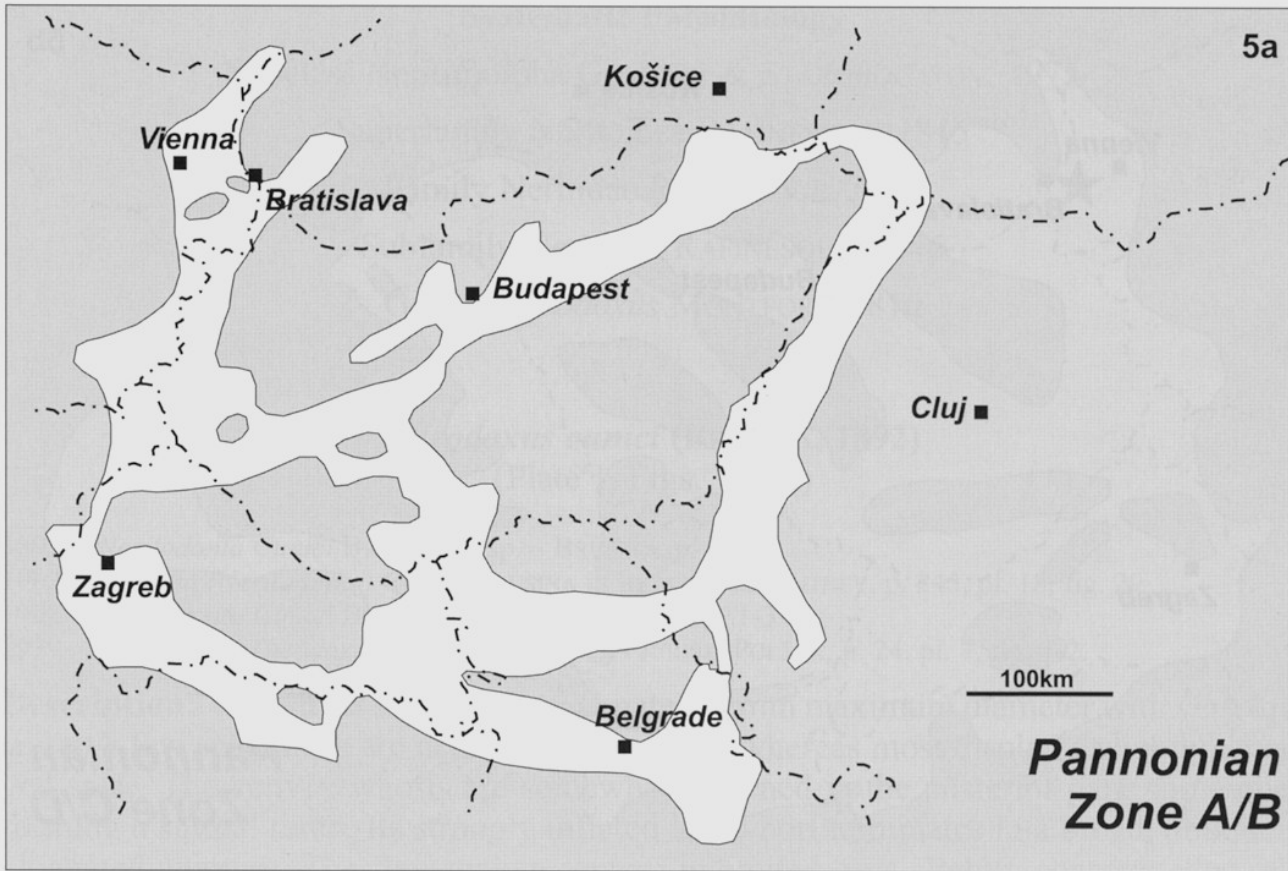 5a
Košice
Vienna
Bratislava
Budapest
Cluj
Zagreb
100km
Belgrade
Pannonian
Zone A/B